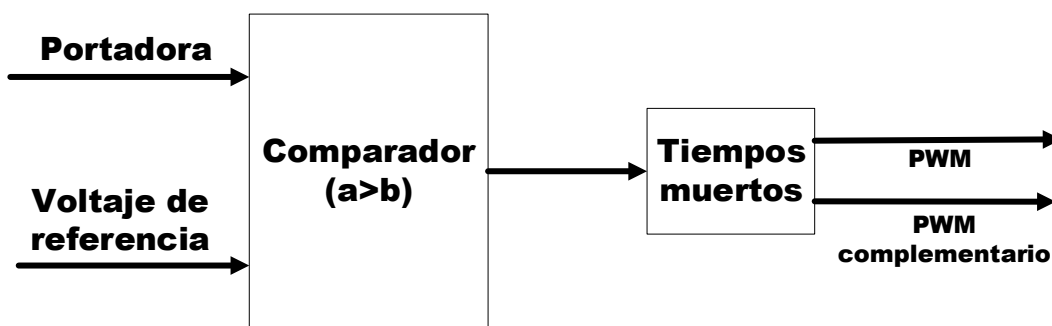 Portadora
Voltaje de
referencia
Comparador
(a>b)
Tiempos
muertos
PWM
PWM
complementario